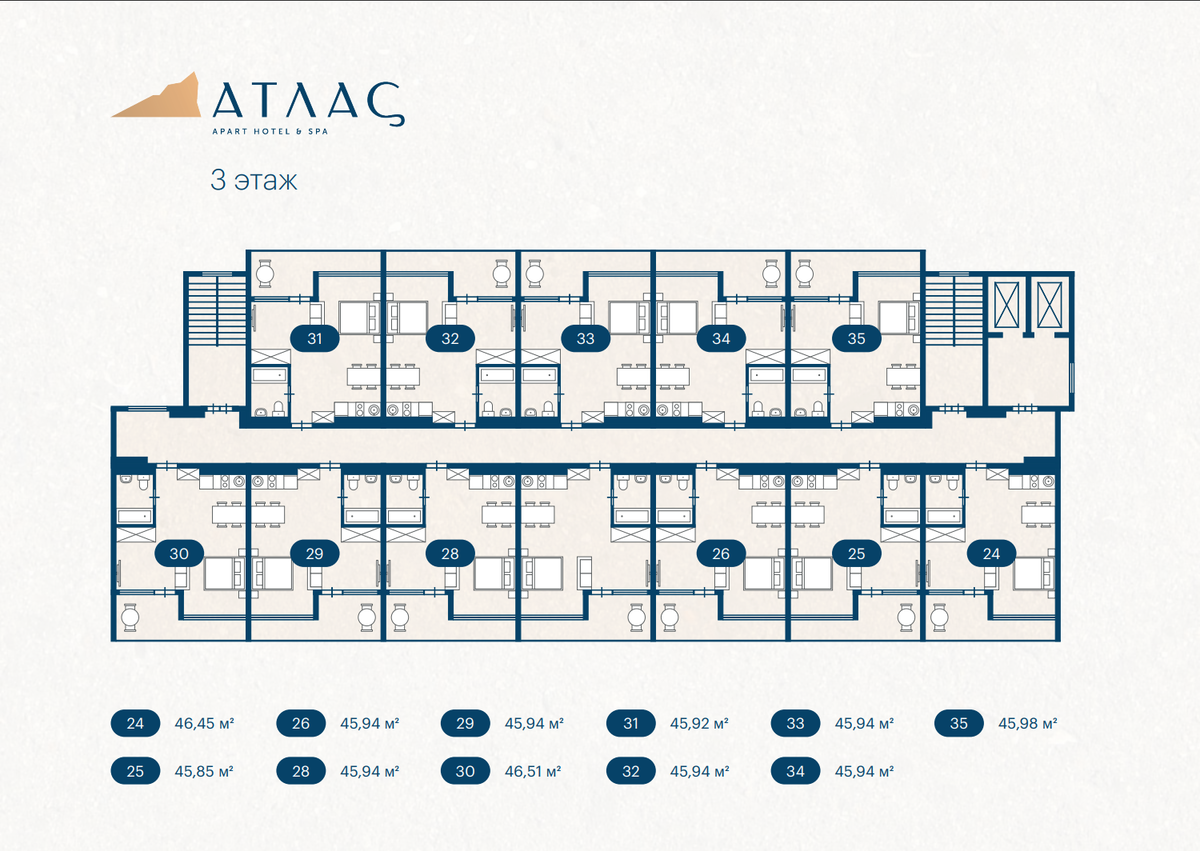 АТЛАС
APART HOTEL & SPA
3 этаж
31 32 33 34 35
30 29 28 26 25 24
24 46,45 м² 26 45,94 м² 29 45,94 м² 31 45,92 м² 33 45,94 м² 35 45,98 м²
25 45,85 м² 28 45,94 м² 30 46,51 м² 32 45,94 м² 34 45,94 м²